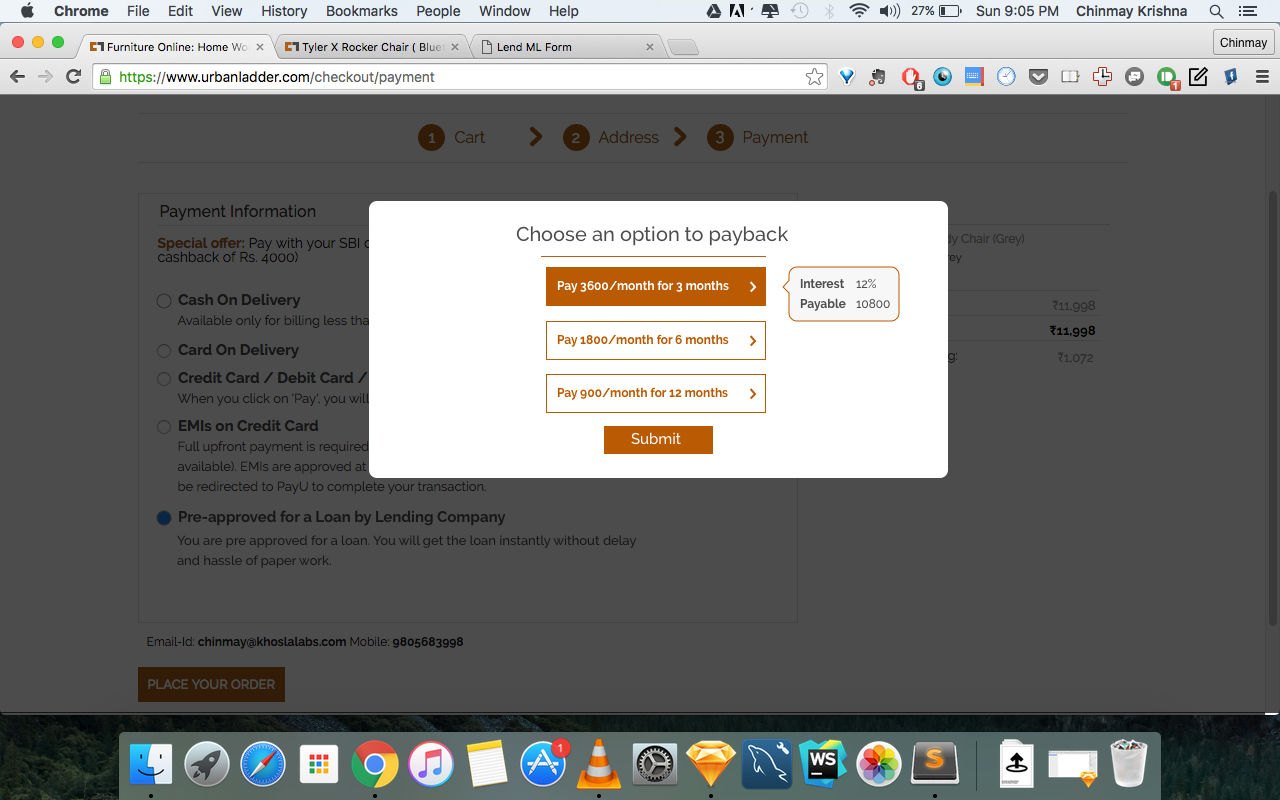 Chrome File Edit View History Bookmarks People Window Help 27% Sun 9:05 PM Chinmay Krishna
Furniture Online: Home Wo
Tyler X Rocker Chair ( Blue
Lend ML Form
Chinmay
https://www.urbanladder.com/checkout/payment
6
1
1 Cart 2 Address 3 Payment
Payment Information
Special offer: Pay with your SBI
cashback of Rs. 4000)
Cash On Delivery
Available only for billing less tha
Card On Delivery
Credit Card / Debit Card /
When you click on 'Pay', you will
EMIs on Credit Card
Full upfront payment is required
available). EMIs are approved at
be redirected to PayU to complete your transaction.
Pre-approved for a Loan by Lending Company
You are pre approved for a loan. You will get the loan instantly without delay
and hassle of paper work.
Email-Id: chinmay@khoslalabs.com Mobile: 9805683998
PLACE YOUR ORDER
Choose an option to payback
Pay 3600/month for 3 months
Interest 12%
Payable 10800
Pay 1800/month for 6 months
Pay 900/month for 12 months
Submit
dy Chair (Grey)
rey
₹11,998
₹11,998
g: ₹1,072
1
WS
S